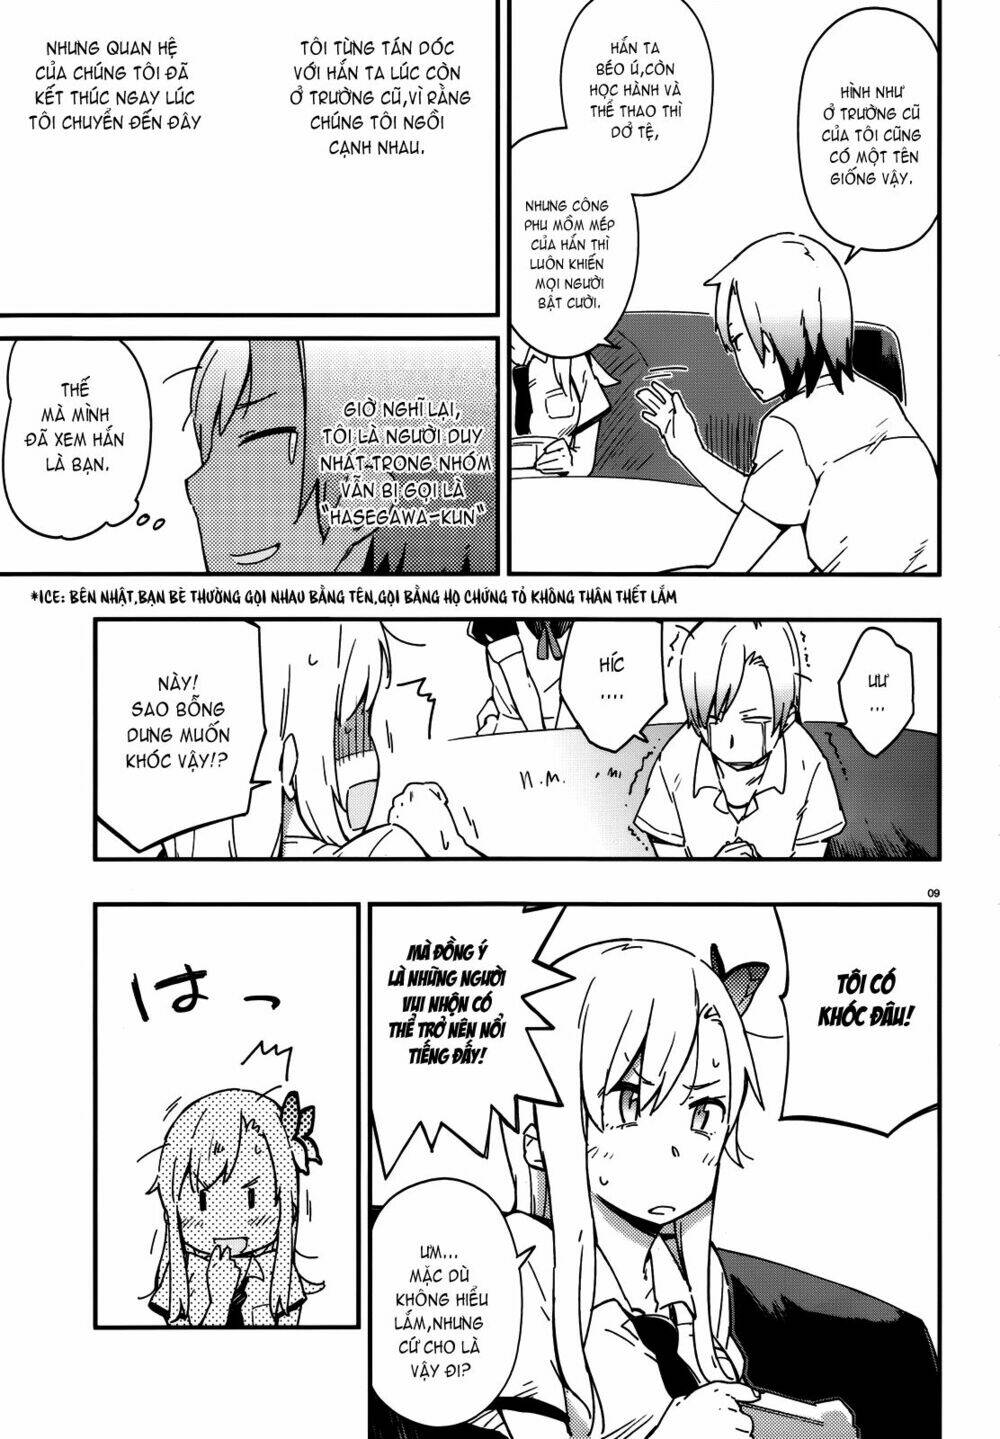 HÌNH NHƯ
Ở TRƯỜNG CŨ
CỦA TÔI CŨNG
CÓ MỘT TÊN
GIỐNG VẬY.
HẮN TA
BÉO Ú,CÒN
HỌC HÀNH VÀ
THỂ THAO THÌ
DỞ TỆ,
NHƯNG CÔNG
PHU MỒM MÉP
CỦA HẮN THÌ
LUÔN KHIẾN
MỌI NGƯỜI
BẬT CƯỜI.
TÔI TỪNG TÁN DÓC
VỚI HẮN TA LÚC CÒN
Ở TRƯỜNG CŨ,VÌ RẰNG
CHÚNG TÔI NGỒI
CẠNH NHAU.
NHƯNG QUAN HỆ
CỦA CHÚNG TÔI ĐÃ
KẾT THÚC NGAY LÚC
TÔI CHUYỂN ĐẾN ĐÂY
GIỜ NGHĨ LẠI,
TÔI LÀ NGƯỜI DUY
NHẤT TRONG NHÓM
VẪN BỊ GỌI LÀ
"HASEGAWA-KUN"
THẾ
MÀ MÌNH
ĐÃ XEM HẮN
LÀ BẠN.
*ICE: BÊN NHẬT,BẠN BÈ THƯỜNG GỌI NHAU BẰNG TÊN,GỌI BẰNG HỌ CHỨNG TỎ KHÔNG THÂN THẾT LẮM
ƯƯ
...
HÍC
....
NÀY!
SAO BỖNG
DƯNG MUỐN
KHÓC VẬY!?
09
TÔI CÓ
KHÓC ĐÂU!
MÀ ĐỒNG Ý
LÀ NHỮNG NGƯỜI
VUI NHỘN CÓ
THỂ TRỞ NÊN NỔI
TIẾNG ĐẤY!
ƯM...
MẶC DÙ
KHÔNG HIỂU
LẮM,NHƯNG
CỨ CHO LÀ
VẬY ĐI?
はっ